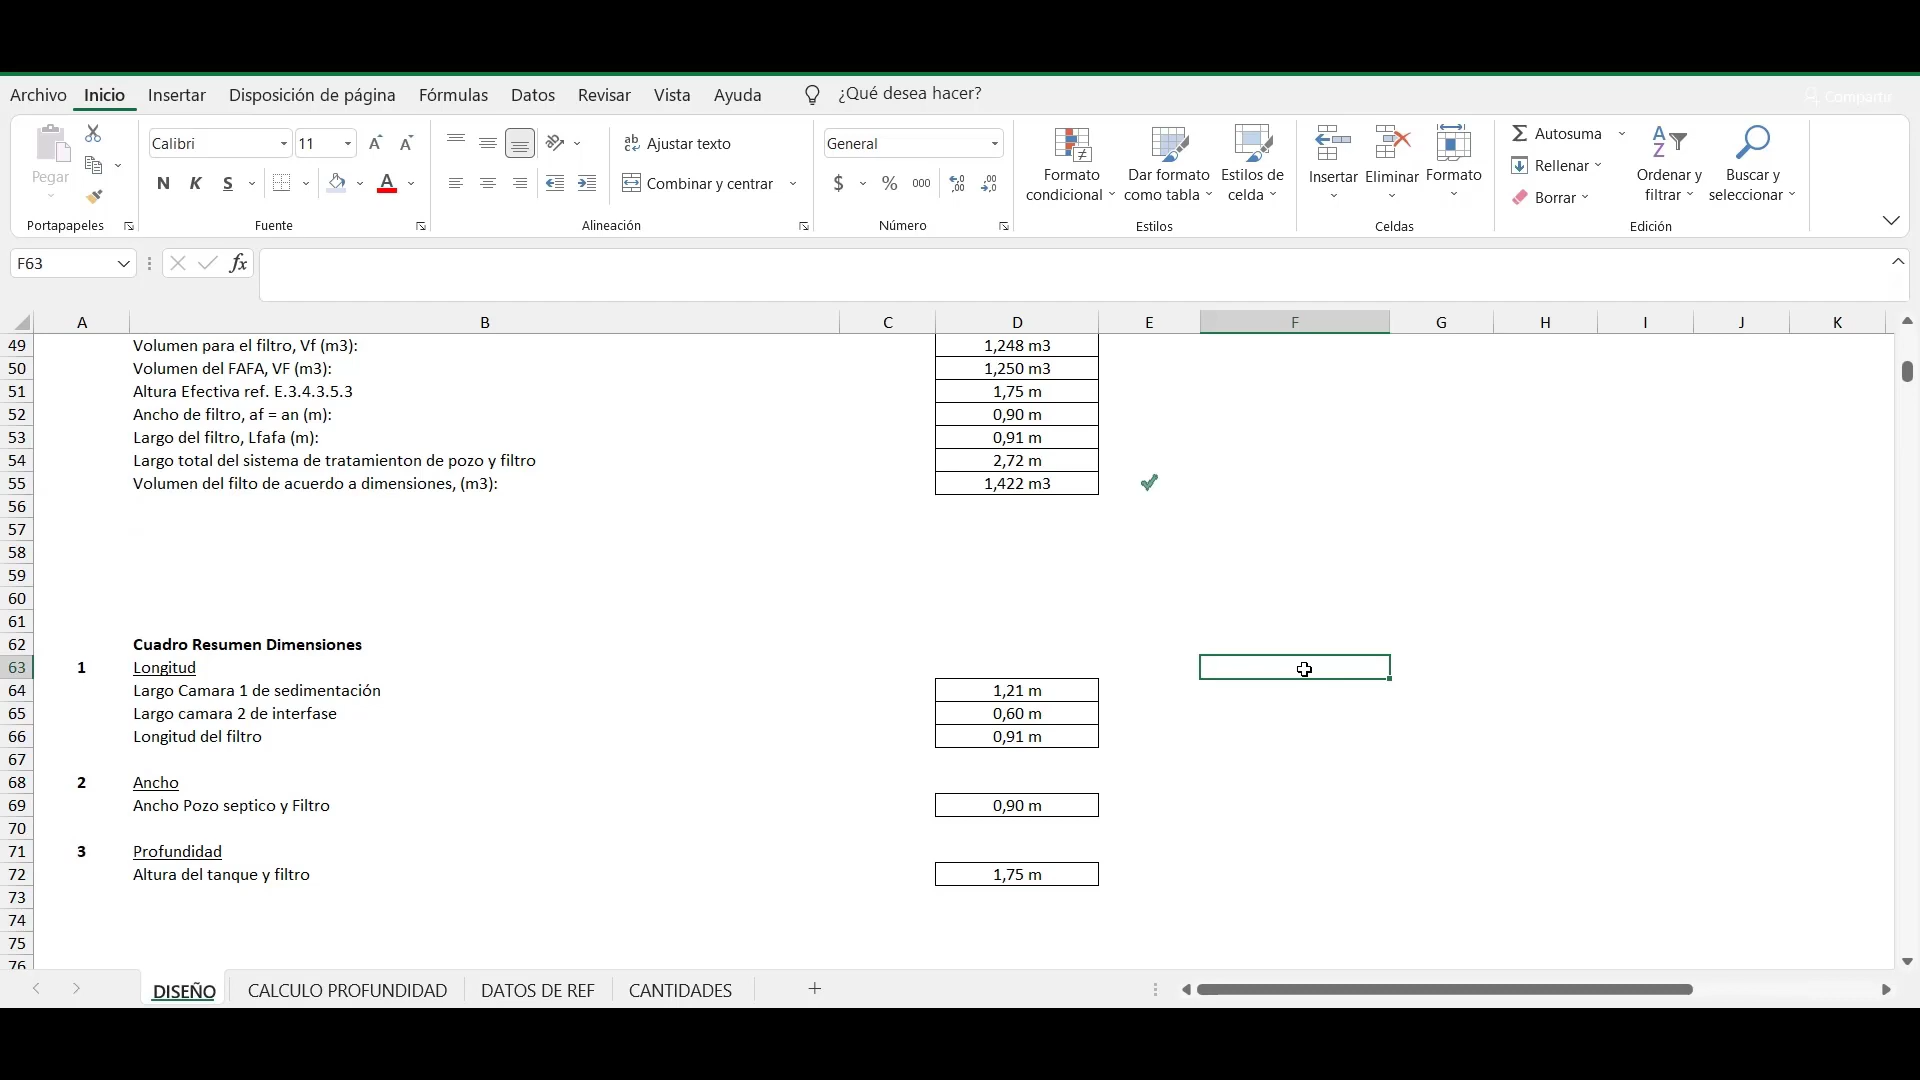 Archivo Inicio Insertar Disposición de página Fórmulas Datos Revisar Vista Ayuda ¿Qué desea hacer? Compartir
Pegar
Portapapeles
Calibri 11
N K S
Fuente
Ajustar texto
Combinar y centrar
Alineación
General
$ % 000
Número
Formato condicional
Dar formato como tabla
Estilos de celda
Estilos
Insertar Eliminar Formato
Celdas
Autosuma
Rellenar
Borrar
Ordenar y filtrar
Buscar y seleccionar
Edición
F63 fx
A B C D E F G H I J K
49 Volumen para el filtro, Vf (m3): 1,248 m3
50 Volumen del FAFA, VF (m3): 1,250 m3
51 Altura Efectiva ref. E.3.4.3.5.3 1,75 m
52 Ancho de filtro, af = an (m): 0,90 m
53 Largo del filtro, Lfafa (m): 0,91 m
54 Largo total del sistema de tratamienton de pozo y filtro 2,72 m
55 Volumen del filto de acuerdo a dimensiones, (m3): 1,422 m3
56
57
58
59
60
61
62 Cuadro Resumen Dimensiones
63 1 Longitud
64 Largo Camara 1 de sedimentación 1,21 m
65 Largo camara 2 de interfase 0,60 m
66 Longitud del filtro 0,91 m
67
68 2 Ancho
69 Ancho Pozo septico y Filtro 0,90 m
70
71 3 Profundidad
72 Altura del tanque y filtro 1,75 m
73
74
75
76
DISEÑO CALCULO PROFUNDIDAD DATOS DE REF CANTIDADES